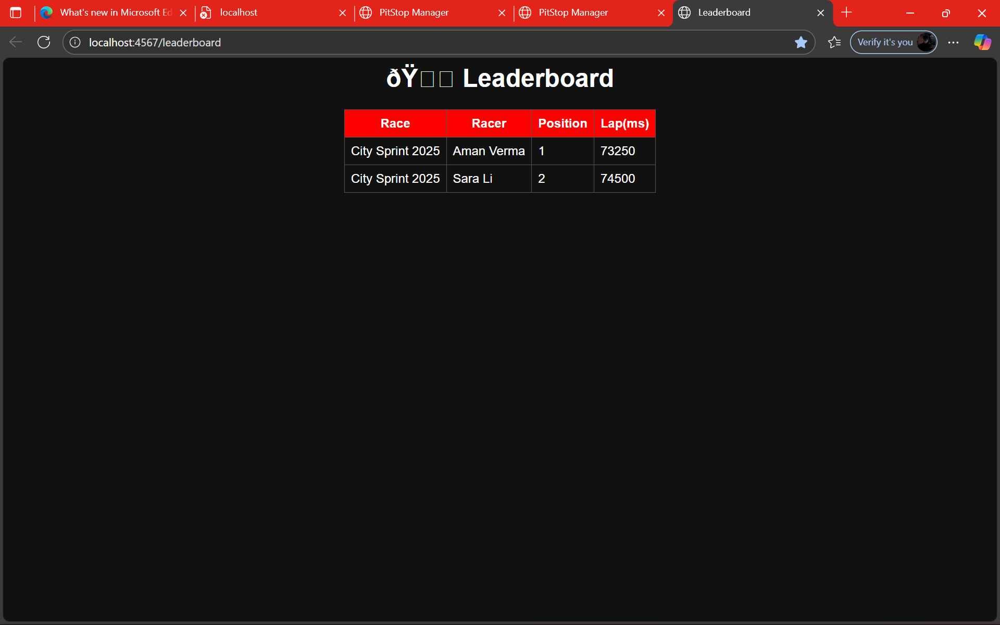 What's new in Microsoft Ed
localhost
PitStop Manager
PitStop Manager
Leaderboard
localhost:4567/leaderboard
Verify it's you
ðŸ□□ Leaderboard
Race Racer Position Lap(ms)
City Sprint 2025 Aman Verma 1 73250
City Sprint 2025 Sara Li 2 74500